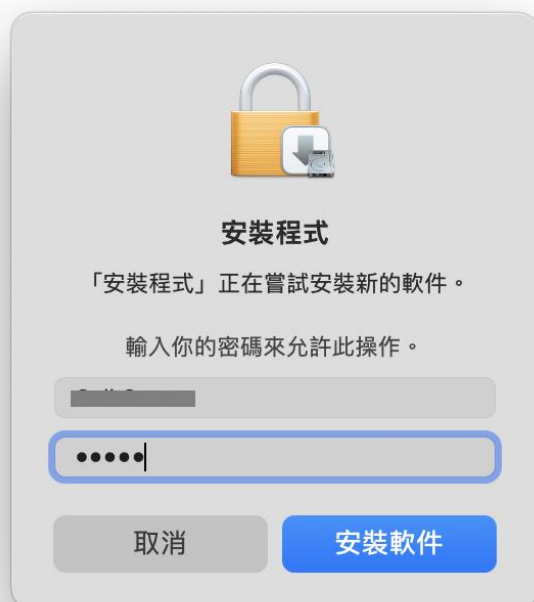 安裝程式
「安裝程式」正在嘗試安裝新的軟件。
輸入你的密碼來允許此操作。
•••••
取消
安裝軟件